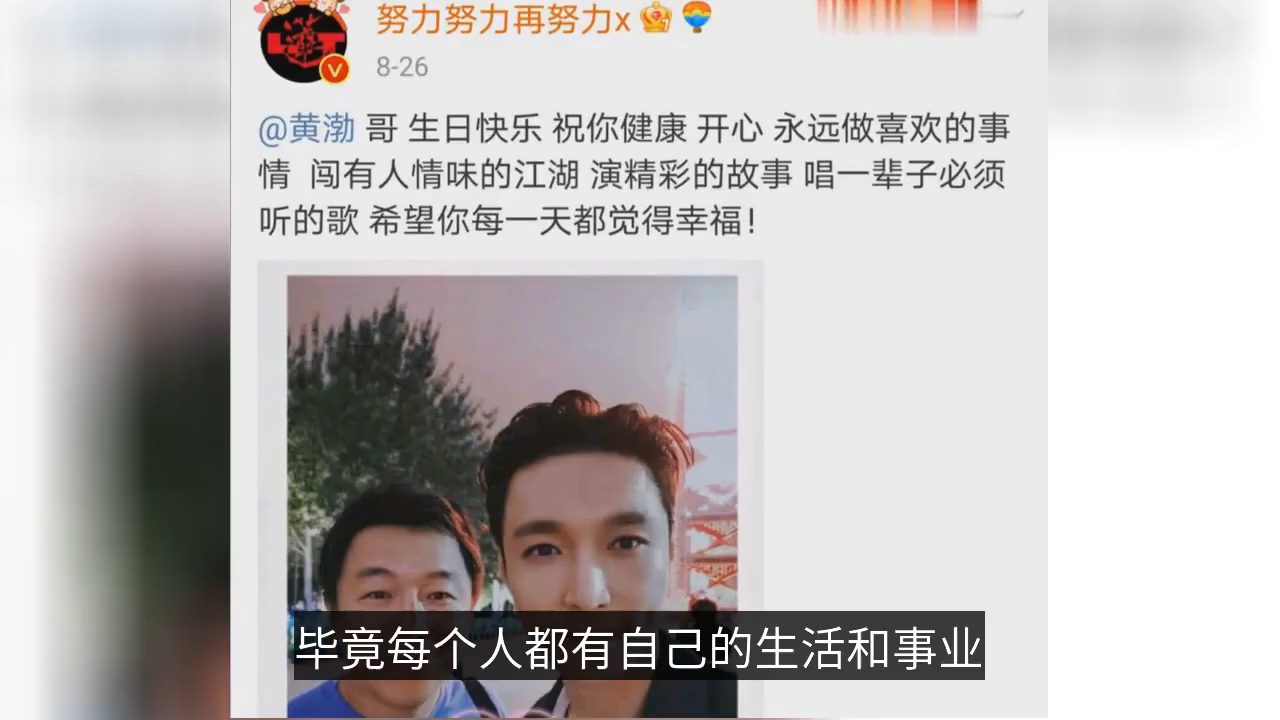 努力努力再努力x
8-26
@黄渤 哥 生日快乐 祝你健康 开心 永远做喜欢的事
情 闯有人情味的江湖 演精彩的故事 唱一辈子必须
听的歌 希望你每一天都觉得幸福！
毕竟每个人都有自己的生活和事业